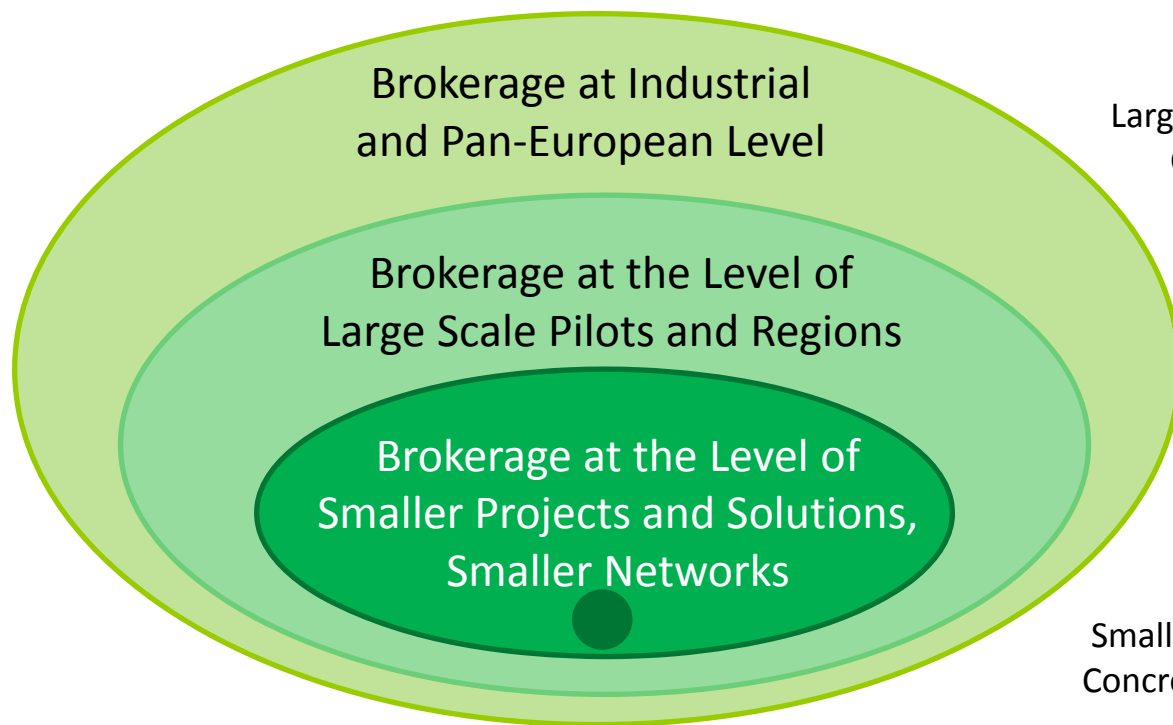 Brokerage at Industrial
and Pan-European Level
Brokerage at the Level of
Large Scale Pilots and Regions
Brokerage at the Level of
Smaller Projects and Solutions,
Smaller Networks
Small